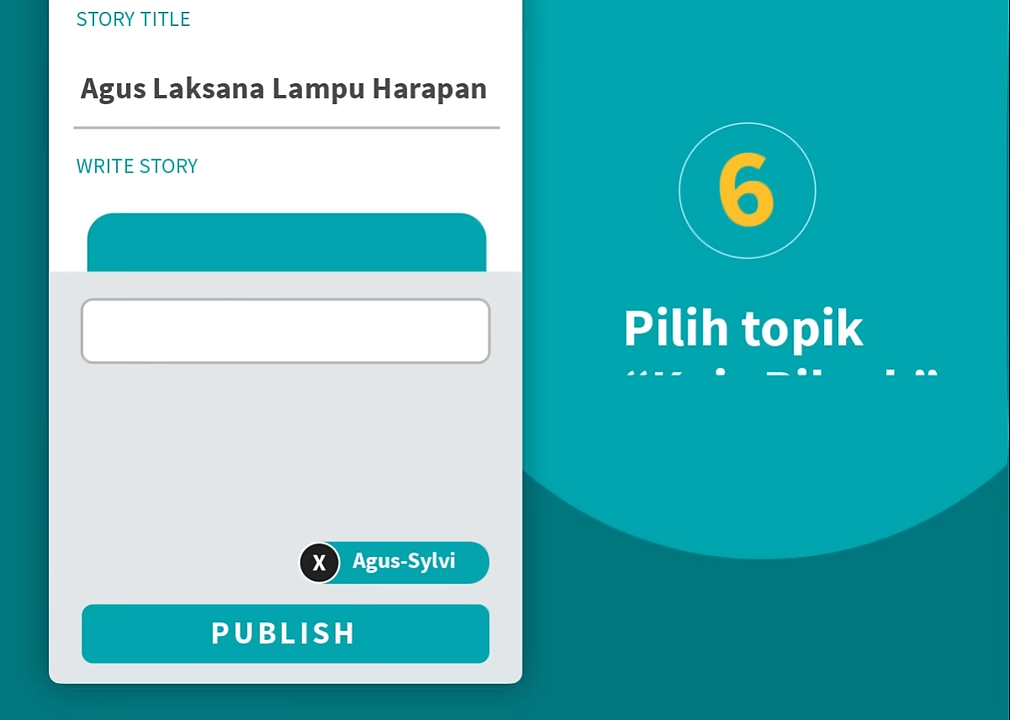 STORY TITLE
Agus Laksana Lampu Harapan
WRITE STORY
X Agus-Sylvi
PUBLISH
6
Pilih topik